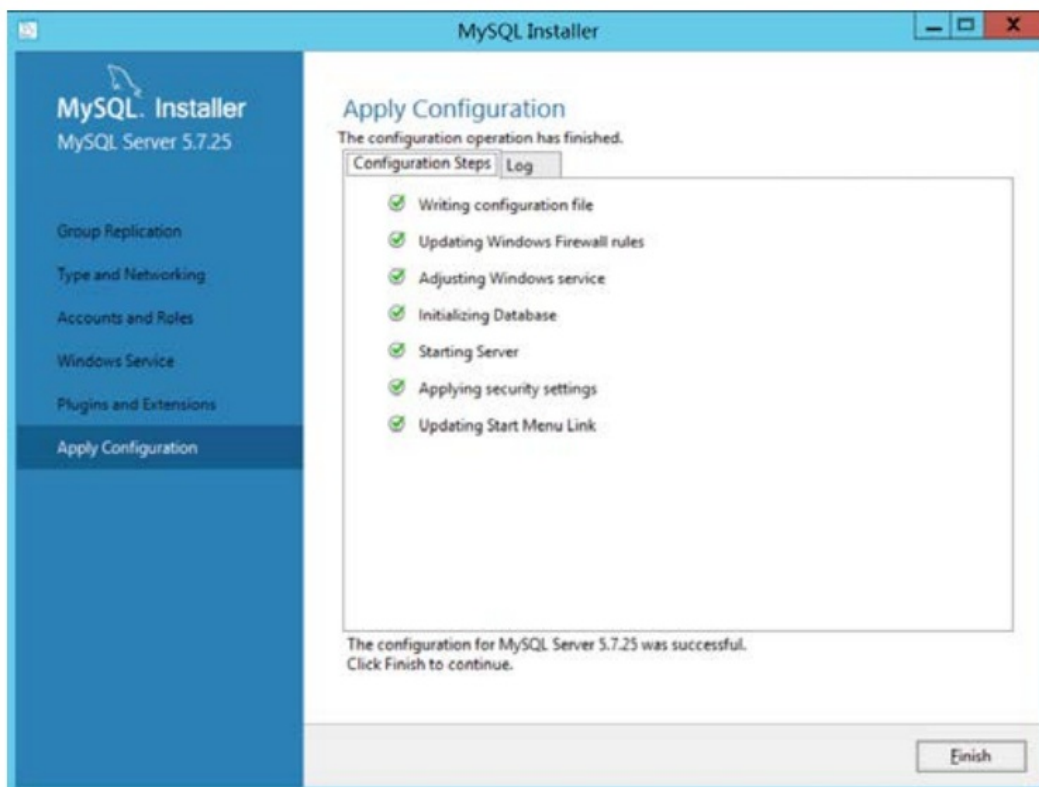 MySQL Installer
MySQL. Installer
MySQL Server 5.7.25
Group Replication
Type and Networking
Accounts and Roles
Windows Service
Plugins and Extensions
Apply Configuration
Apply Configuration
The configuration operation has finished.
Configuration Steps
Log
Writing configuration file
Updating Windows Firewall rules
Adjusting Windows service
Initializing Database
Starting Server
Applying security settings
Updating Start Menu Link
The configuration for MySQL Server 5.7.25 was successful.
Click Finish to continue.
Finish